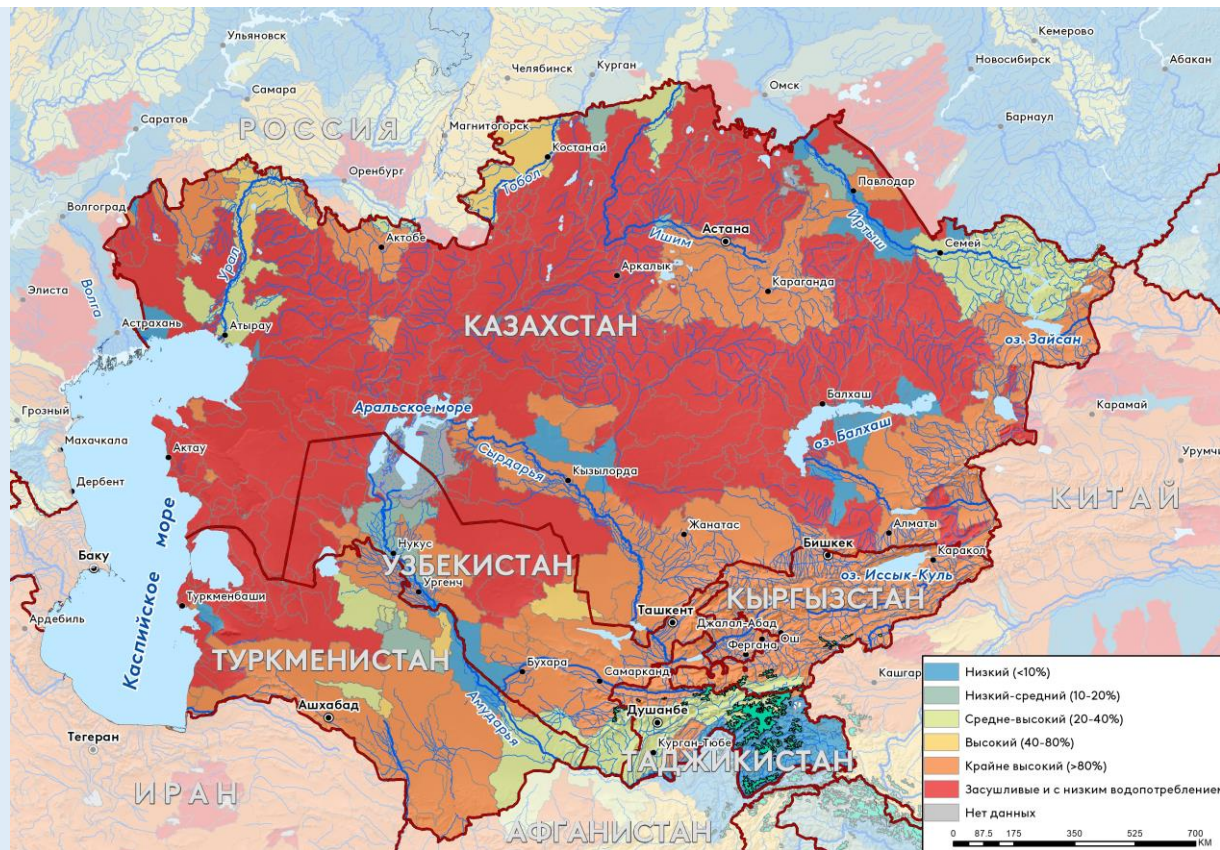 Ульяновск
Кемерово
Челябинск
Курган
Новосибирск
Абакан
Омск
Самара
Саратов
РОССИЯ
Магнитогорск
Барнаул
Костанай
Тобол
Оренбург
Павлодар
Волгоград
Иртыш
Актобе
Астана
Семей
Ишим
Урал
Аркалык
Караганда
Элиста
Волга
Астрахань
Атырау
КАЗАХСТАН
оз. Зайсан
Грозный
Аральское море
Балхаш
Карамай
оз. Балхаш
Махачкала
Актау
Сырдарья
Кызылорда
Урумчи
Дербент
КИТАЙ
Жанатас
Алматы
Баку
Каспийское море
Нукус
УЗБЕКИСТАН
Бишкек
Каракол
оз. Иссык-Куль
Ургенч
КЫРГЫЗСТАН
Туркменбаши
Ташкент
Джалал-Абад
Ош
Ардебиль
Фергана
ТУРКМЕНИСТАН
Бухара
Самарканд
Кашгар
Ашхабад
Амударья
Душанбе
Тегеран
Курган-Тюбе
ТАДЖИКИСТАН
ИРАН
АФГАНИСТАН
Низкий (<10%)
Низкий-средний (10-20%)
Средне-высокий (20-40%)
Высокий (40-80%)
Крайне высокий (>80%)
Засушливые и с низким водопотреблением
Нет данных
0 87.5 175 350 525 700
КМ